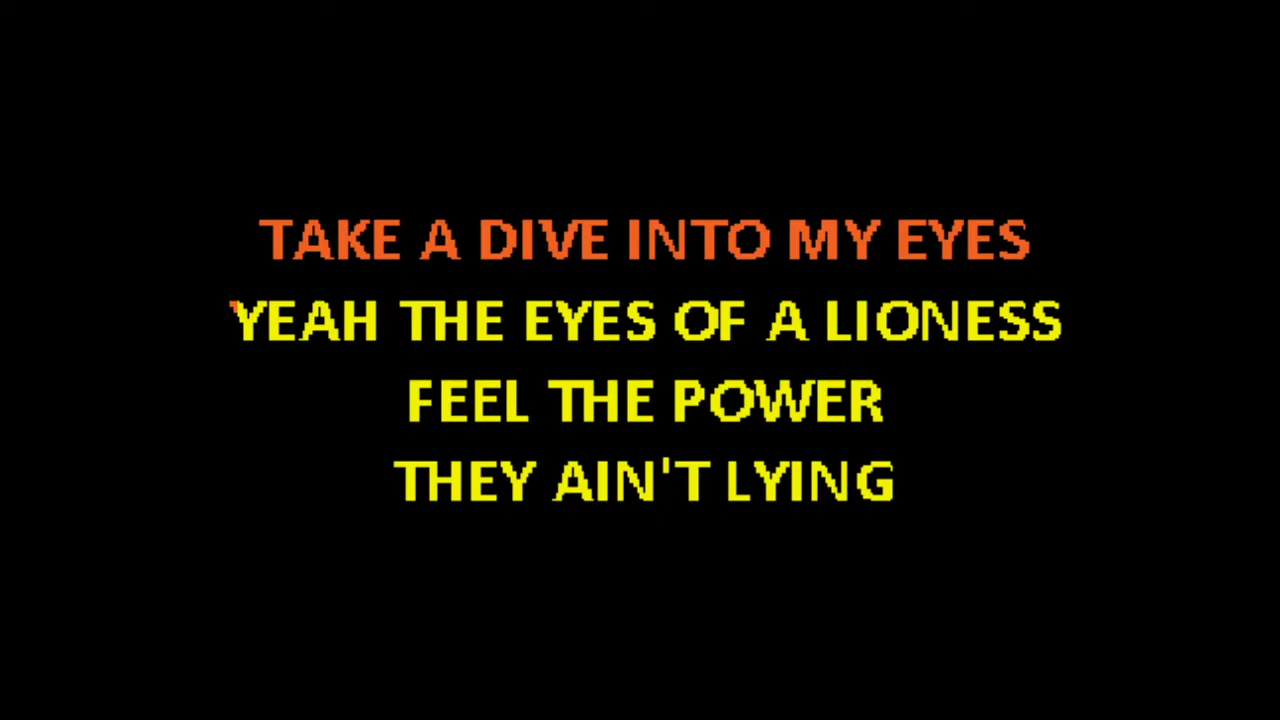 TAKE A DIVE INTO MY EYES
YEAH THE EYES OF A LIONESS
FEEL THE POWER
THEY AIN'T LYING